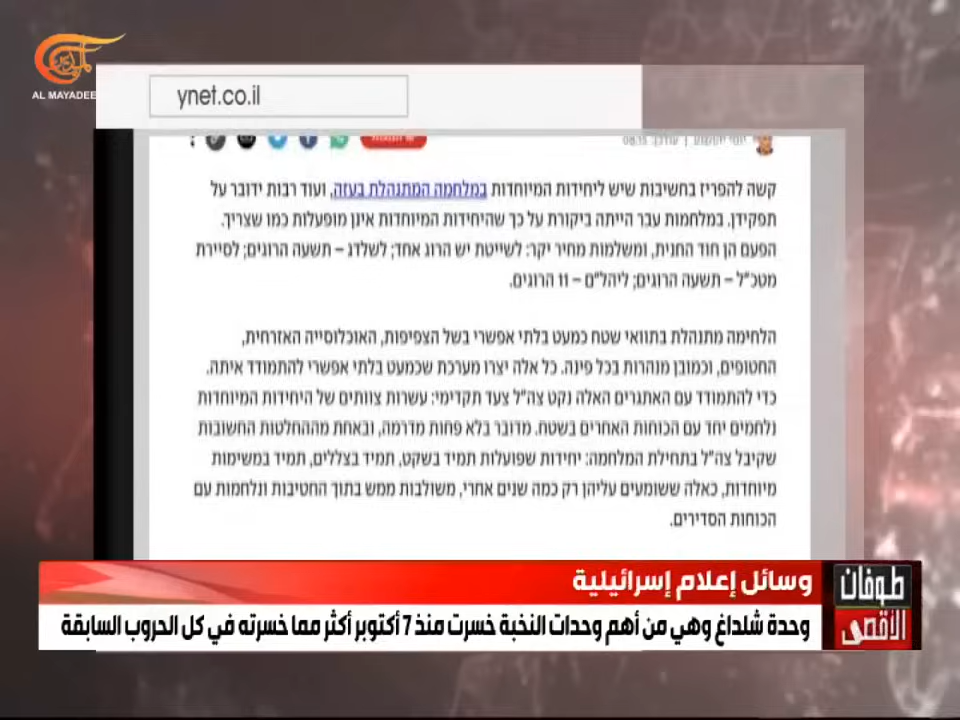 AL MAYADEE
ynet.co.il
קשה להפריז בחשיבות שיש ליחידות המיוחדות במלחמה המתנהלת בעזה, ועוד רבות ידובר על
תפקידן. במלחמות עבר הייתה ביקורת על כך שהיחידות המיוחדות אינן מופעלות כמו שצריך.
הפעם הן חוד החנית, ומשלמות מחיר יקר: לשייטת יש הרוג אחד; לשלדג – תשעה הרוגים; לסיירת
מטכ"ל – תשעה הרוגים; ליהל"ם – 11 הרוגים.
הלחימה מתנהלת בתוואי שטח כמעט בלתי אפשרי בשל הצפיפות, האוכלוסייה האזרחית,
החטופים, וכמובן מנהרות בכל פינה. כל אלה יצרו מערכת שכמעט בלתי אפשרי להתמודד איתה.
כדי להתמודד עם האתגרים האלה נקט צה"ל צעד תקדימי: עשרות צוותים של היחידות המיוחדות
נלחמים יחד עם הכוחות האחרים בשטח. מדובר בלא פחות מדרמה, ובאחת מההחלטות החשובות
שקיבל צה"ל בתחילת המלחמה: יחידות שפועלות תמיד בשקט, תמיד בצללים, תמיד במשימות
מיוחדות, כאלה ששומעים עליהן רק כמה שנים אחרי, משולבות ממש בתוך החטיבות ונלחמות עם
הכוחות הסדירים.
وسائل إعلام إسرائيلية
وحدة شلداغ وهي من أهم وحدات النخبة خسرت منذ 7 أكتوبر أكثر مما خسرته في كل الحروب السابقة
طوفان
الأقصى